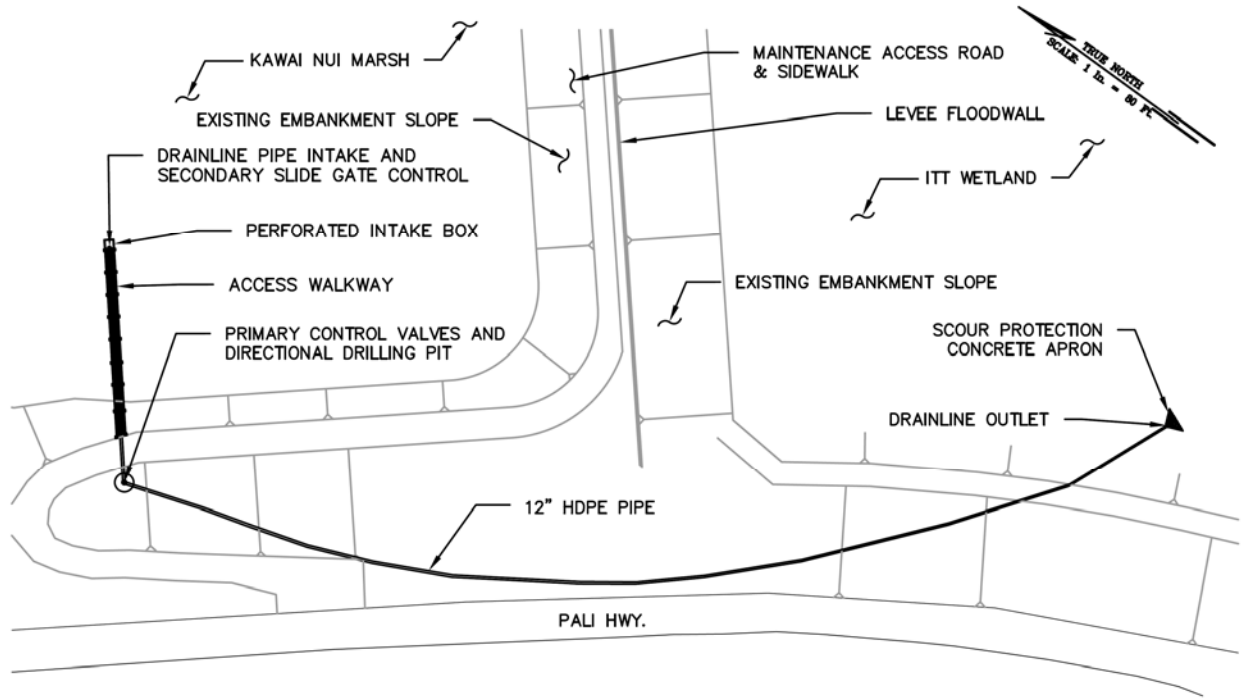 KAWAI NUI MARSH
MAINTENANCE ACCESS ROAD
& SIDEWALK
TRUE NORTH
SCALE: 1 In. = 80 Ft.
EXISTING EMBANKMENT SLOPE
LEVEE FLOODWALL
DRAINLINE PIPE INTAKE AND
SECONDARY SLIDE GATE CONTROL
ITT WETLAND
PERFORATED INTAKE BOX
ACCESS WALKWAY
EXISTING EMBANKMENT SLOPE
PRIMARY CONTROL VALVES AND
DIRECTIONAL DRILLING PIT
SCOUR PROTECTION
CONCRETE APRON
DRAINLINE OUTLET
12" HDPE PIPE
PALI HWY.